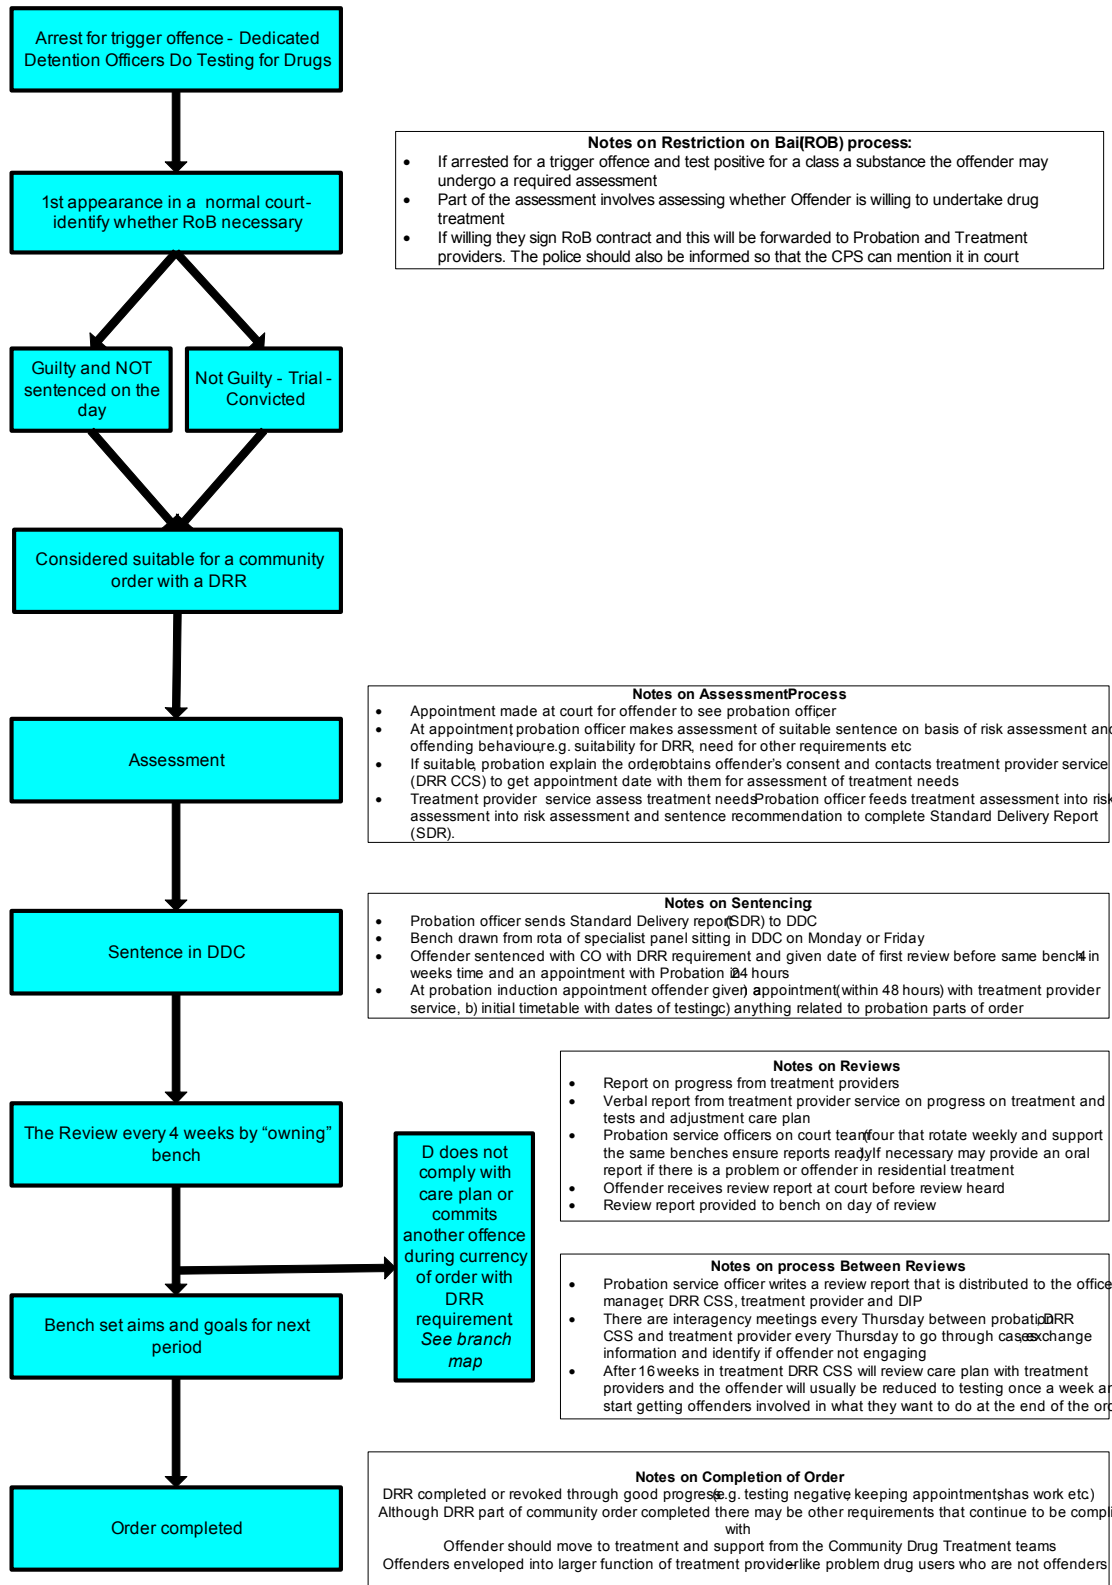 Arrest for trigger offence - Dedicated
Detention Officers Do Testing for Drugs
Notes on Restriction on Bail(ROB) process:
• If arrested for a trigger offence and test positive for a class a substance the offender may
undergo a required assessment
• Part of the assessment involves assessing whether Offender is willing to undertake drug
treatment
• If willing they sign RoB contract and this will be forwarded to Probation and Treatment
providers. The police should also be informed so that the CPS can mention it in court
1st appearance in a normal court-
identify whether RoB necessary
Guilty and NOT
sentenced on the
day
Not Guilty - Trial -
Convicted
Considered suitable for a community
order with a DRR
Notes on Assessment Process
• Appointment made at court for offender to see probation officer.
• At appointment, probation officer makes assessment of suitable sentence on basis of risk assessment and
offending behaviour, e.g. suitability for DRR, need for other requirements etc
• If suitable, probation explain the order, obtains offender's consent and contacts treatment provider service
(DRR CCS) to get appointment date with them for assessment of treatment needs
• Treatment provider service assess treatment needs. Probation officer feeds treatment assessment into risk
assessment into risk assessment and sentence recommendation to complete Standard Delivery Report
(SDR).
Assessment
Notes on Sentencing:
• Probation officer sends Standard Delivery report (SDR) to DDC
• Bench drawn from rota of specialist panel sitting in DDC on Monday or Friday
• Offender sentenced with CO with DRR requirement and given date of first review before same bench in 4
weeks time and an appointment with Probation in 24 hours
• At probation induction appointment offender given a) appointment (within 48 hours) with treatment provider
service, b) initial timetable with dates of testing, c) anything related to probation parts of order
Sentence in DDC
Notes on Reviews
• Report on progress from treatment providers
• Verbal report from treatment provider service on progress on treatment and
tests and adjustment care plan
• Probation service officers on court team (four that rotate weekly and support
the same benches ensure reports ready). If necessary may provide an oral
report if there is a problem or offender in residential treatment
• Offender receives review report at court before review heard
• Review report provided to bench on day of review
The Review every 4 weeks by "owning"
bench
D does not
comply with
care plan or
commits
another offence
during currency
of order with
DRR
requirement
See branch
map
Notes on process Between Reviews
• Probation service officer writes a review report that is distributed to the office
manager, DRR CSS, treatment provider and DIP
• There are interagency meetings every Thursday between probation, DRR
CSS and treatment provider every Thursday to go through cases, exchange
information and identify if offender not engaging
• After 16 weeks in treatment DRR CSS will review care plan with treatment
providers and the offender will usually be reduced to testing once a week an
start getting offenders involved in what they want to do at the end of the ord
Bench set aims and goals for next
period
Notes on Completion of Order
DRR completed or revoked through good progress (e.g. testing negative, keeping appointments, has work etc.)
Although DRR part of community order completed there may be other requirements that continue to be compli
with
Offender should move to treatment and support from the Community Drug Treatment teams
Offenders enveloped into larger function of treatment provider – like problem drug users who are not offenders
Order completed